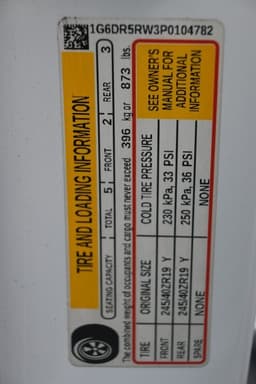 1G6DR5RW3P0104782
TIRE AND LOADING INFORMATION
SEATING CAPACITY TOTAL 5 FRONT 2 REAR 3
The combined weight of occupants and cargo must never exceed 396 kg or 873 lbs.
TIRE ORIGINAL SIZE COLD TIRE PRESSURE
FRONT 245/40ZR19 Y 230 kPa, 33 PSI
REAR 245/40ZR19 Y 250 kPa, 36 PSI
SPARE NONE NONE
SEE OWNER'S
MANUAL FOR
ADDITIONAL
INFORMATION